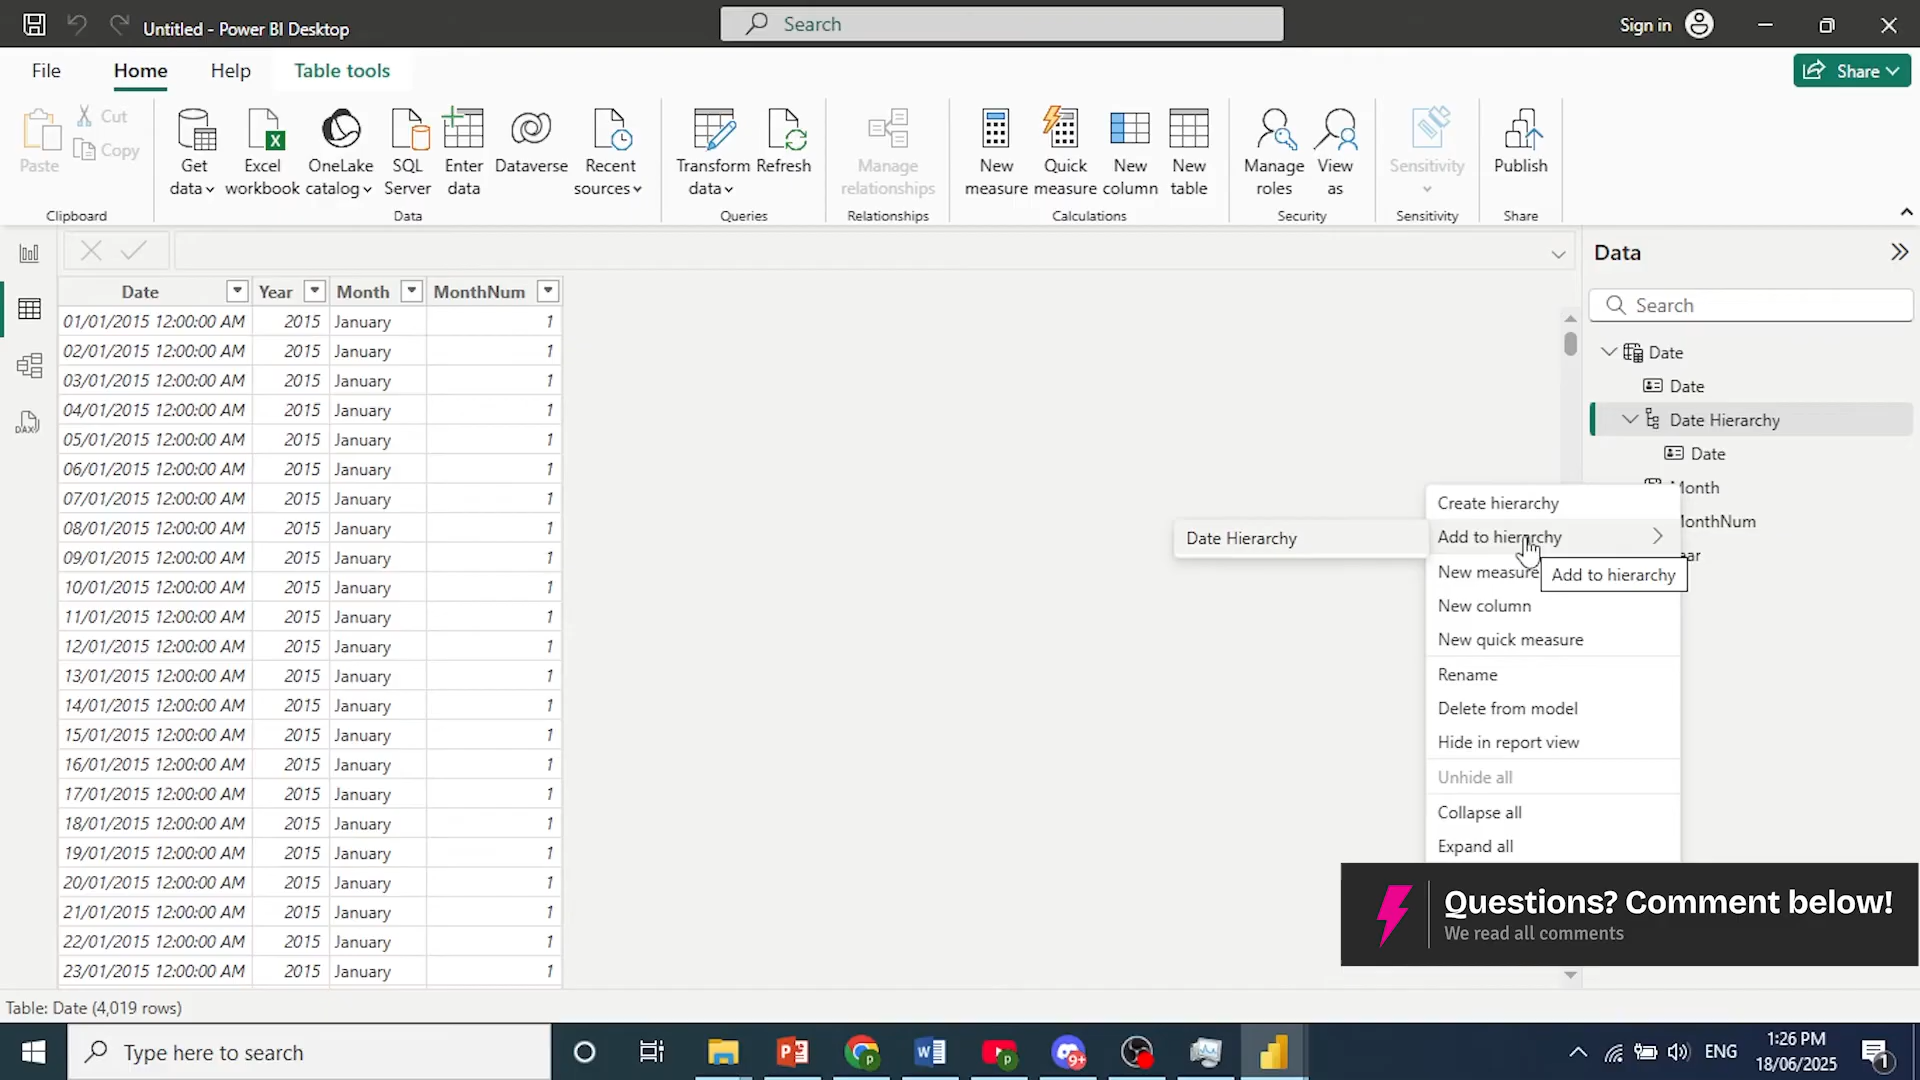 Untitled - Power BI Desktop
Search
Sign in
File
Home
Help
Table tools
Share
Paste
Cut
Copy
Clipboard
Get data
Excel workbook
OneLake catalog
SQL Server
Enter data
Dataverse
Recent sources
Data
Transform data
Refresh
Queries
Manage relationships
Relationships
New measure
Quick measure
New column
New table
Calculations
Manage roles
View as
Security
Sensitivity
Sensitivity
Publish
Share
Date Year Month MonthNum
01/01/2015 12:00:00 AM 2015 January 1
02/01/2015 12:00:00 AM 2015 January 1
03/01/2015 12:00:00 AM 2015 January 1
04/01/2015 12:00:00 AM 2015 January 1
05/01/2015 12:00:00 AM 2015 January 1
06/01/2015 12:00:00 AM 2015 January 1
07/01/2015 12:00:00 AM 2015 January 1
08/01/2015 12:00:00 AM 2015 January 1
09/01/2015 12:00:00 AM 2015 January 1
10/01/2015 12:00:00 AM 2015 January 1
11/01/2015 12:00:00 AM 2015 January 1
12/01/2015 12:00:00 AM 2015 January 1
13/01/2015 12:00:00 AM 2015 January 1
14/01/2015 12:00:00 AM 2015 January 1
15/01/2015 12:00:00 AM 2015 January 1
16/01/2015 12:00:00 AM 2015 January 1
17/01/2015 12:00:00 AM 2015 January 1
18/01/2015 12:00:00 AM 2015 January 1
19/01/2015 12:00:00 AM 2015 January 1
20/01/2015 12:00:00 AM 2015 January 1
21/01/2015 12:00:00 AM 2015 January 1
22/01/2015 12:00:00 AM 2015 January 1
23/01/2015 12:00:00 AM 2015 January 1
DAX
Data
Search
Date
Date
Date Hierarchy
Date
Month
MonthNum
ar
Create hierarchy
Add to hierarchy
Date Hierarchy
Add to hierarchy
New measure
New column
New quick measure
Rename
Delete from model
Hide in report view
Unhide all
Collapse all
Expand all
Questions? Comment below!
We read all comments
Table: Date (4,019 rows)
Type here to search
9+
ENG
1:26 PM
18/06/2025
1